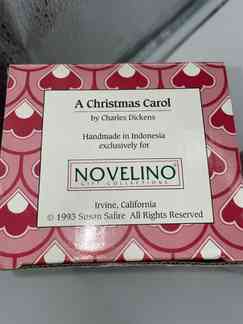 A Christmas Carol
by Charles Dickens
Handmade in Indonesia
exclusively for
NOVELINO®
GIFT COLLECTIONS
Irvine, California
© 1993 Susan Safire All Rights Reserved